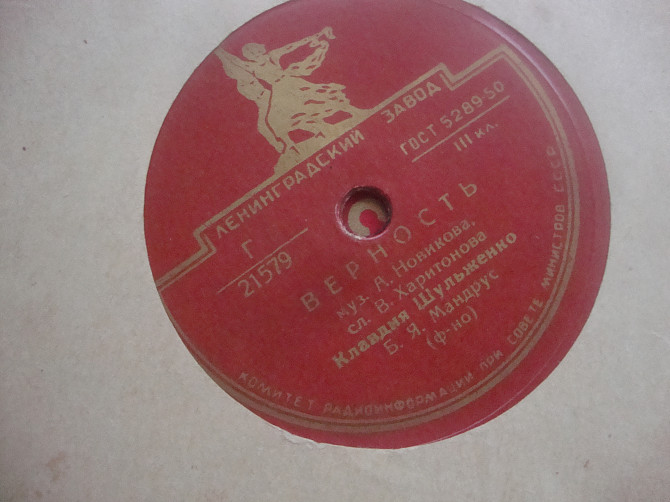 ЛЕНИНГРАДСКИЙ ЗАВОД
ГОСТ 5289-50
III кл.
Г
21579
ВЕРНОСТЬ
муз. А. Новикова,
сл. В. Харитонова
Клавдия Шульженко
Б. Я. Мандрус
(ф-но)
КОМИТЕТ РАДИОИНФОРМАЦИИ ПРИ СОВЕТЕ МИНИСТРОВ СССР